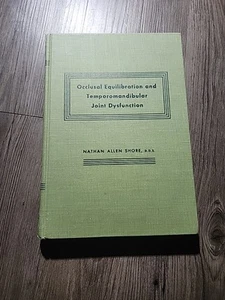 Occlusal Equilibration and
Temporomandibular
Joint Dysfunction
NATHAN ALLEN SHORE, D.D.S.